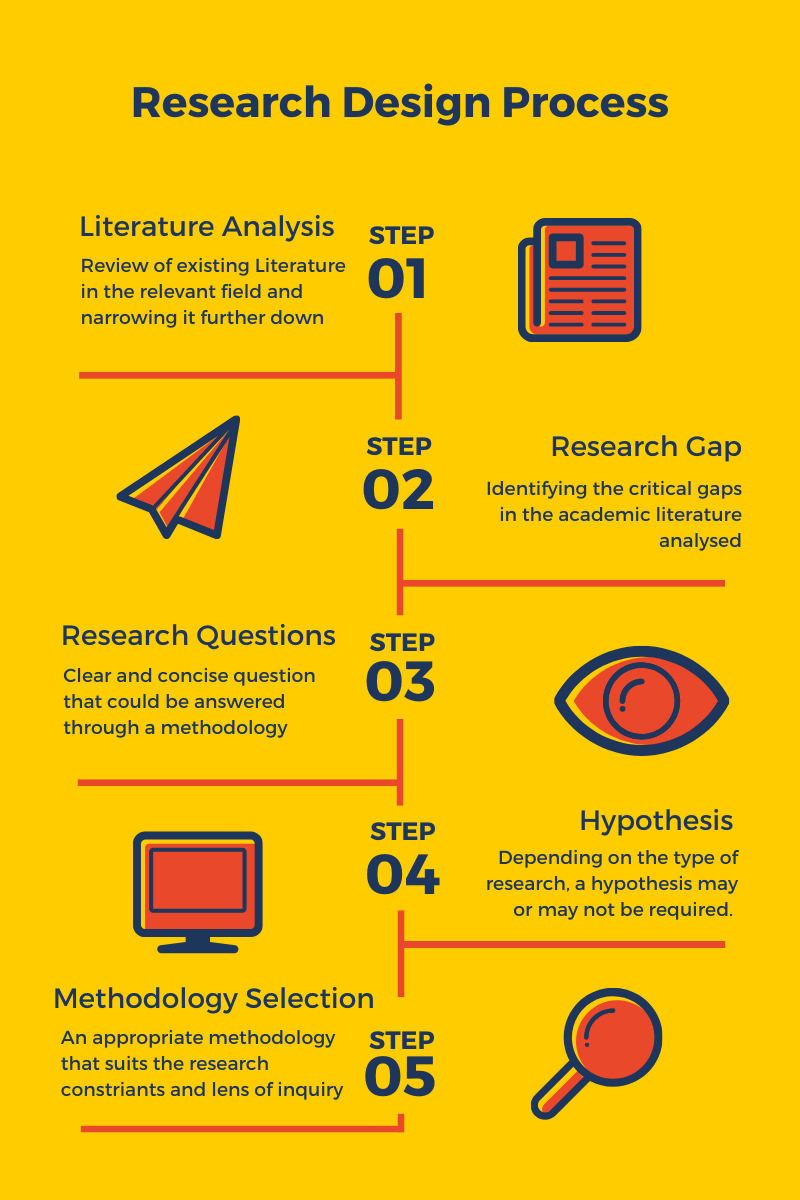 Research Design Process
Literature Analysis
Review of existing Literature
in the relevant field and
narrowing it further down
STEP
01
STEP
02
Research Gap
Identifying the critical gaps
in the academic literature
analysed
Research Questions
Clear and concise question
that could be answered
through a methodology
STEP
03
STEP
04
Hypothesis
Depending on the type of
research, a hypothesis may
or may not be required.
Methodology Selection
An appropriate methodology
that suits the research
constriants and lens of inquiry
STEP
05